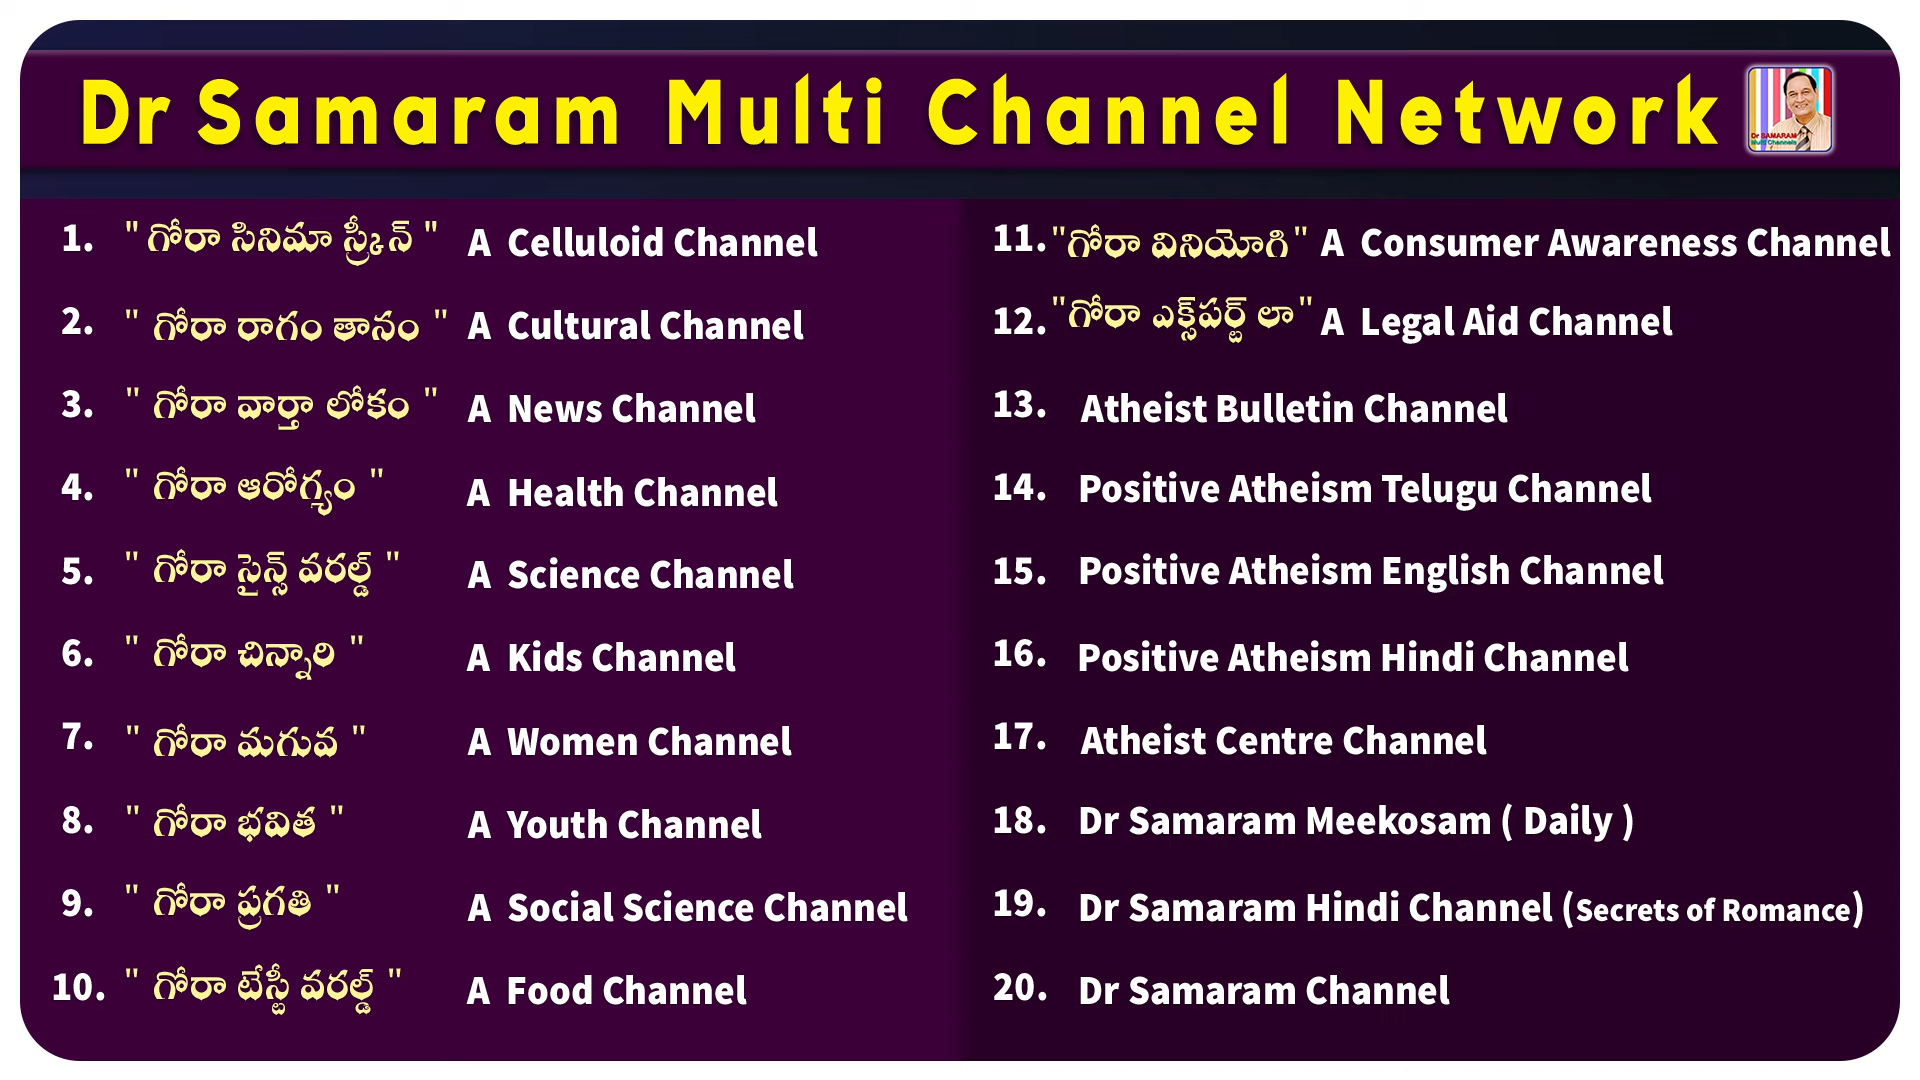 Dr Samaram Multi Channel Network
Dr SAMARAM
Multi Channels
1. " గోరా సినిమా స్క్రీన్ " A Celluloid Channel
2. " గోరా రాగం తానం " A Cultural Channel
3. " గోరా వార్తా లోకం " A News Channel
4. " గోరా ఆరోగ్యం " A Health Channel
5. " గోరా సైన్స్ వరల్డ్ " A Science Channel
6. " గోరా చిన్నారి " A Kids Channel
7. " గోరా మగువ " A Women Channel
8. " గోరా భవిత " A Youth Channel
9. " గోరా ప్రగతి " A Social Science Channel
10. " గోరా టేస్టీ వరల్డ్ " A Food Channel
11. "గోరా వినియోగి" A Consumer Awareness Channel
12. "గోరా ఎక్స్‌పర్ట్ లా" A Legal Aid Channel
13. Atheist Bulletin Channel
14. Positive Atheism Telugu Channel
15. Positive Atheism English Channel
16. Positive Atheism Hindi Channel
17. Atheist Centre Channel
18. Dr Samaram Meekosam ( Daily )
19. Dr Samaram Hindi Channel (Secrets of Romance)
20. Dr Samaram Channel